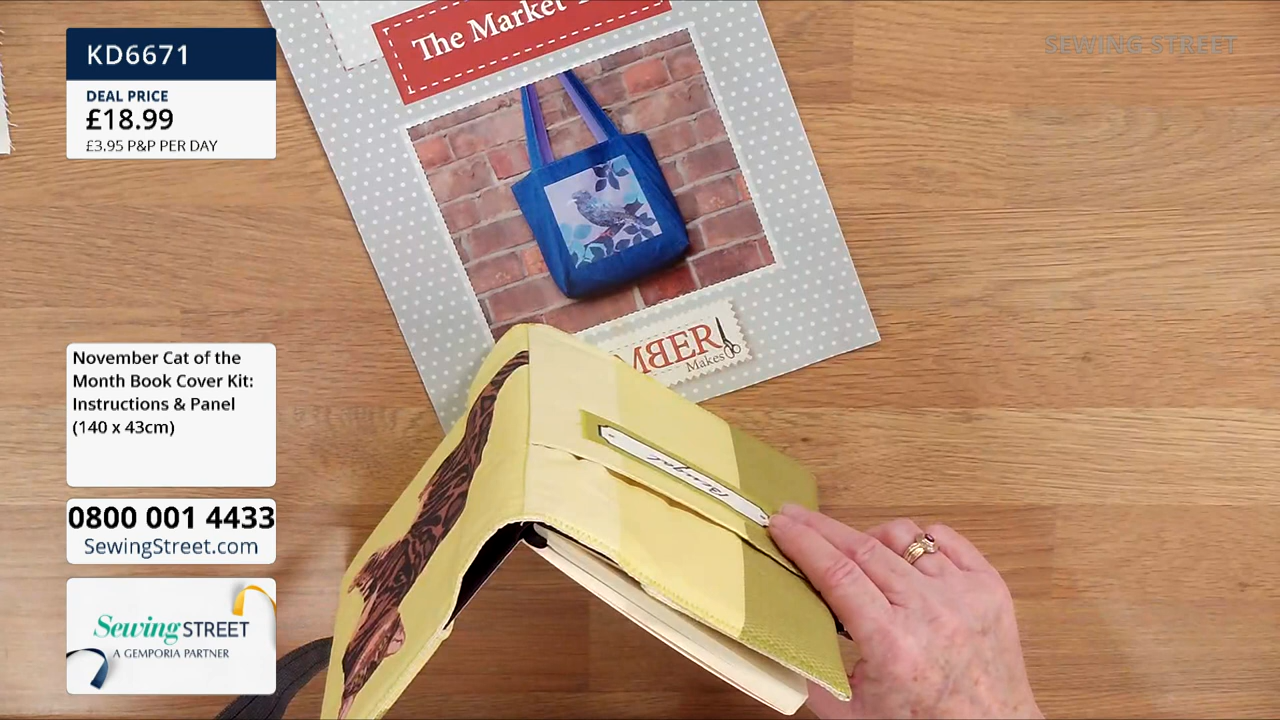 KD6671
DEAL PRICE
£18.99
£3.95 P&P PER DAY
November Cat of the
Month Book Cover Kit:
Instructions & Panel
(140 x 43cm)
0800 001 4433
SewingStreet.com
Sewing STREET
A GEMPORIA PARTNER
SEWING STREET
The Market
MBER
Makes
Bengal